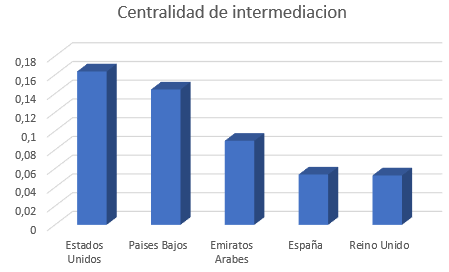 Centralidad de intermediacion
0,18
0,16
0,14
0,12
0,1
0,08
0,06
0,04
0,02
0
Estados
Unidos
Paises Bajos
Emiratos
Arabes
España
Reino Unido